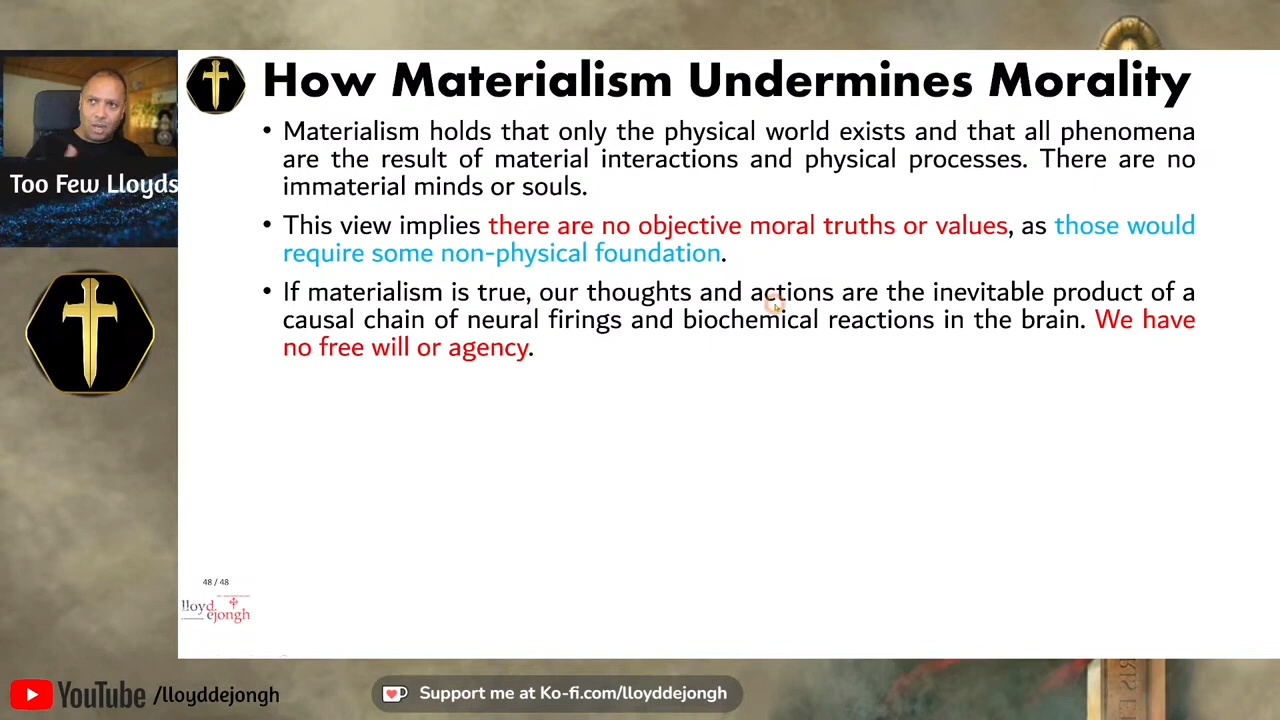 How Materialism Undermines Morality
• Materialism holds that only the physical world exists and that all phenomena
are the result of material interactions and physical processes. There are no
immaterial minds or souls.
• This view implies there are no objective moral truths or values, as those would
require some non-physical foundation.
• If materialism is true, our thoughts and actions are the inevitable product of a
causal chain of neural firings and biochemical reactions in the brain. We have
no free will or agency.
Too Few Lloyds
48 / 48
lloyd
ejongh
YouTube /lloyddejongh
Support me at Ko-fi.com/lloyddejongh